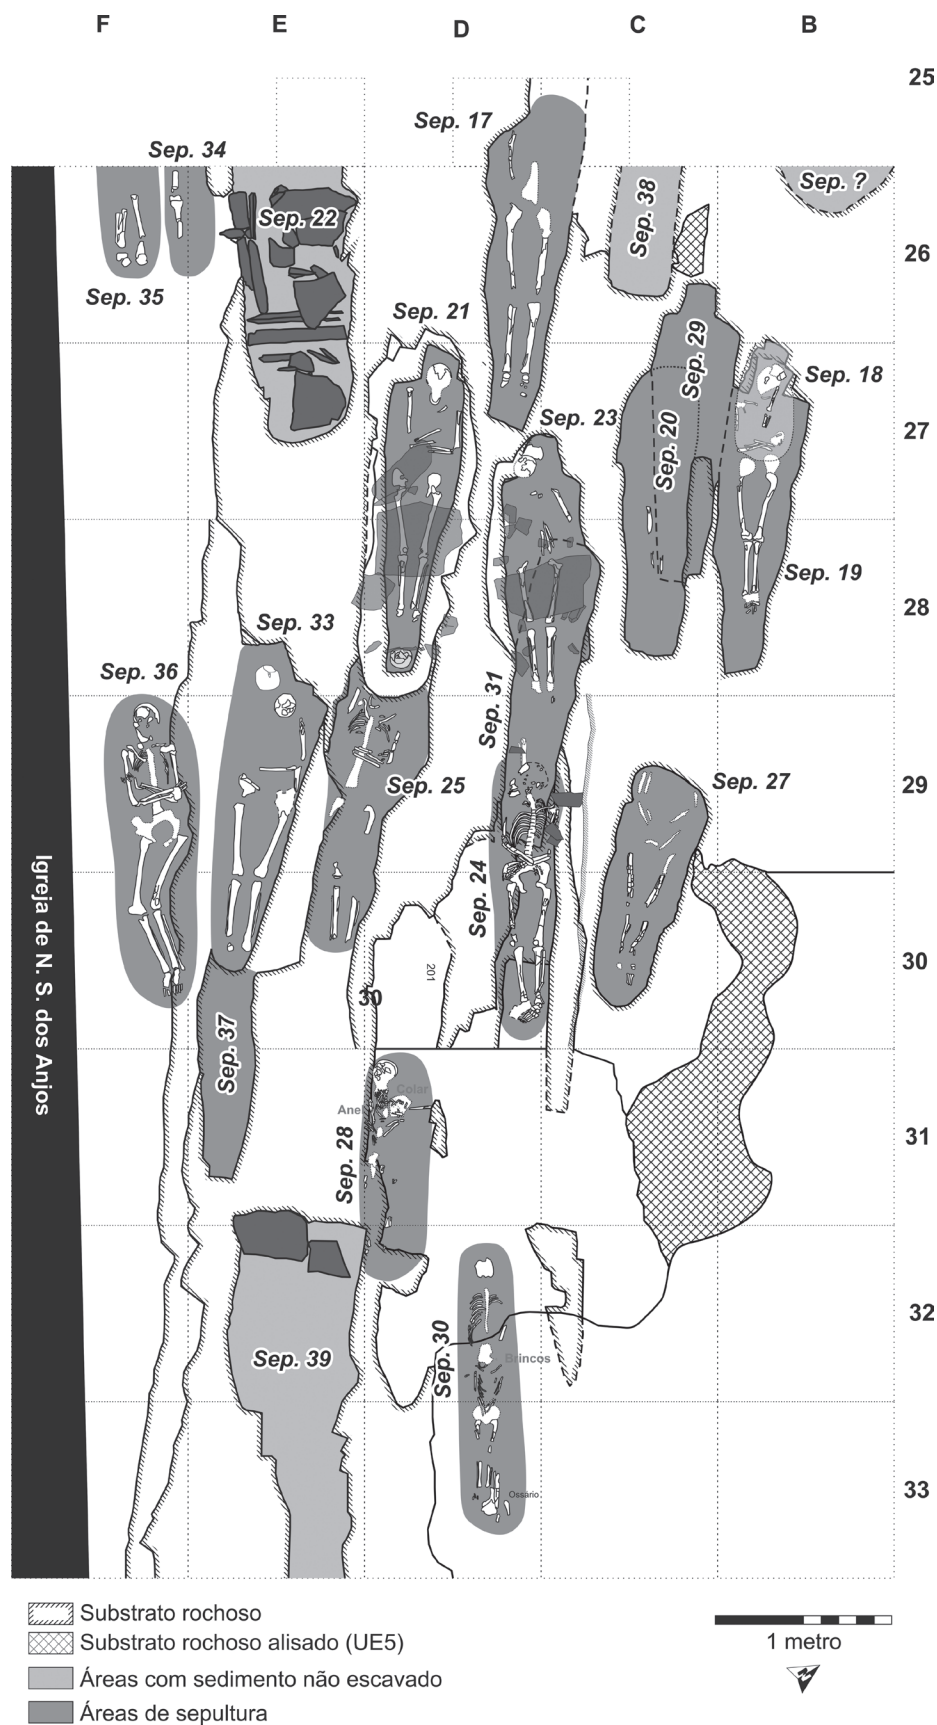 F E D C B
25
Sep. 17
Sep. 34
Sep. ?
Sep. 38
Sep. 22
26
Sep. 35
Sep. 21
Sep. 29
Sep. 18
Sep. 23
27
Sep. 20
Sep. 19
28
Sep. 33
Sep. 36
Sep. 31
Sep. 27
Sep. 25
29
Igreja de N. S. dos Anjos
Sep. 24
30
201
30
Sep. 37
Colar
Anel
31
Sep. 28
32
Sep. 30
Sep. 39
Brincos
33
Ossário
Substrato rochoso
Substrato rochoso alisado (UE5)
Áreas com sedimento não escavado
Áreas de sepultura
1 metro
N